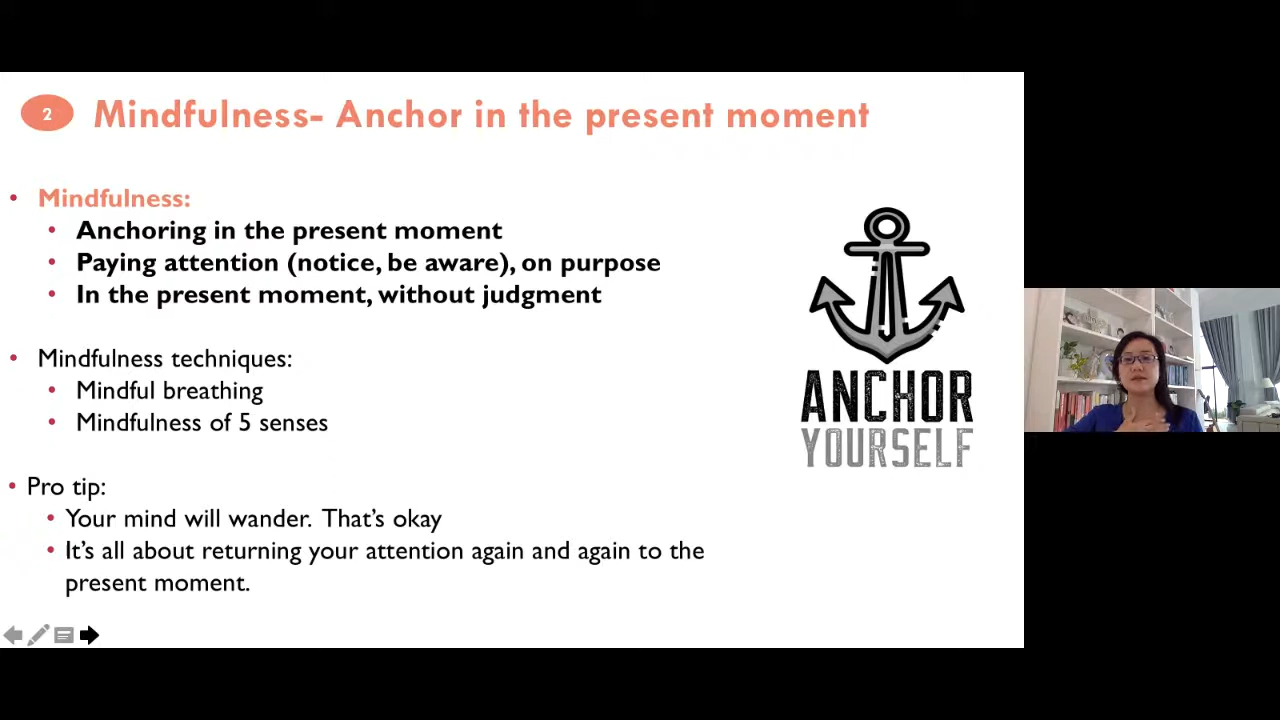 2
Mindfulness- Anchor in the present moment
• Mindfulness:
• Anchoring in the present moment
• Paying attention (notice, be aware), on purpose
• In the present moment, without judgment
• Mindfulness techniques:
• Mindful breathing
• Mindfulness of 5 senses
• Pro tip:
• Your mind will wander. That’s okay
• It’s all about returning your attention again and again to the
present moment.
ANCHOR
YOURSELF